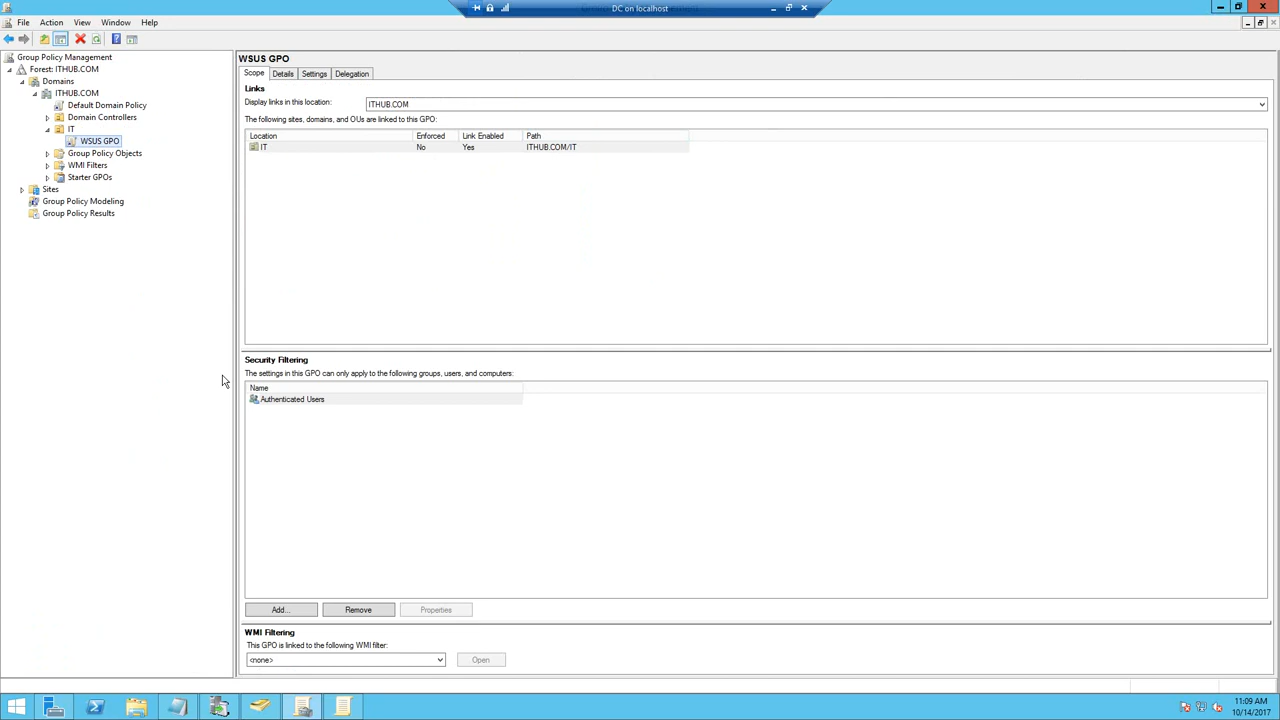 DC on localhost
File Action View Window Help
Group Policy Management
Forest: ITHUB.COM
Domains
ITHUB.COM
Default Domain Policy
Domain Controllers
IT
WSUS GPO
Group Policy Objects
WMI Filters
Starter GPOs
Sites
Group Policy Modeling
Group Policy Results
WSUS GPO
Scope Details Settings Delegation
Links
Display links in this location: ITHUB.COM
The following sites, domains, and OUs are linked to this GPO:
Location Enforced Link Enabled Path
IT No Yes ITHUB.COM/IT
Security Filtering
The settings in this GPO can only apply to the following groups, users, and computers:
Name
Authenticated Users
Add... Remove Properties
WMI Filtering
This GPO is linked to the following WMI filter:
<none> Open
11:09 AM
10/14/2017